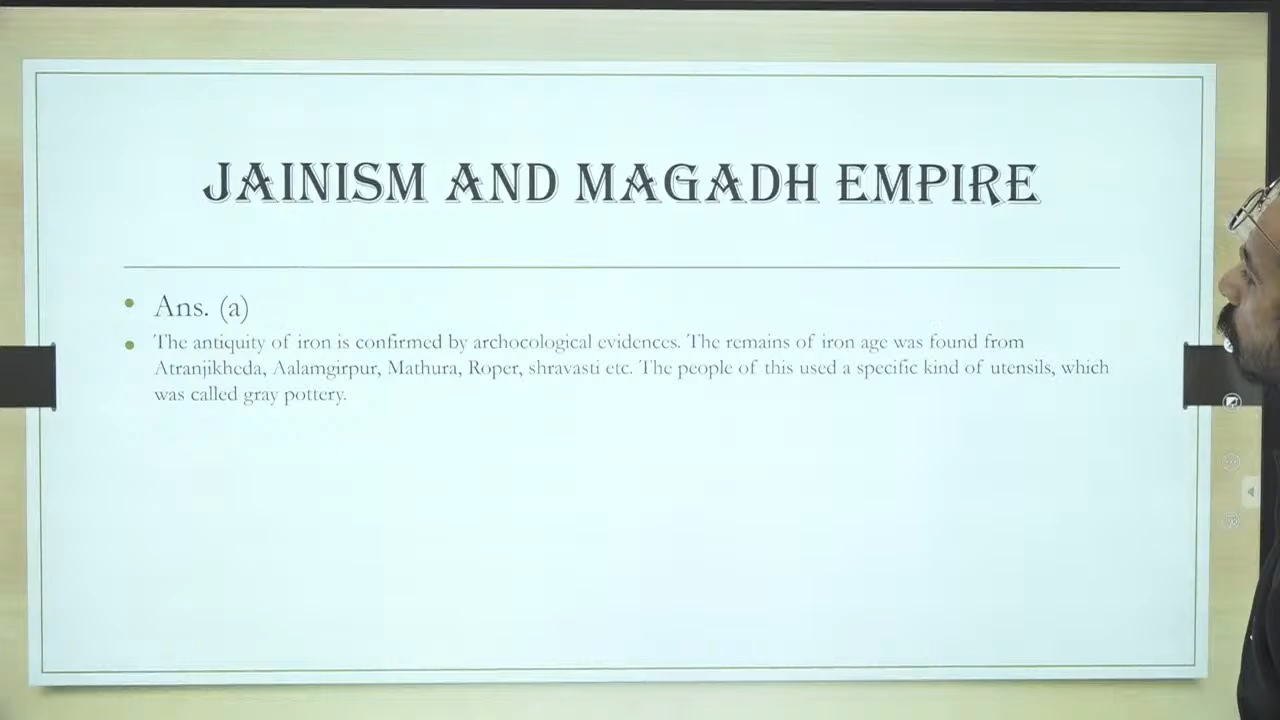 JAINISM AND MAGADH EMPIRE
Ans. (a)
The antiquity of iron is confirmed by archocological evidences. The remains of iron age was found from
Atranjikheda, Aalamgirpur, Mathura, Roper, shravasti etc. The people of this used a specific kind of utensils, which
was called gray pottery.